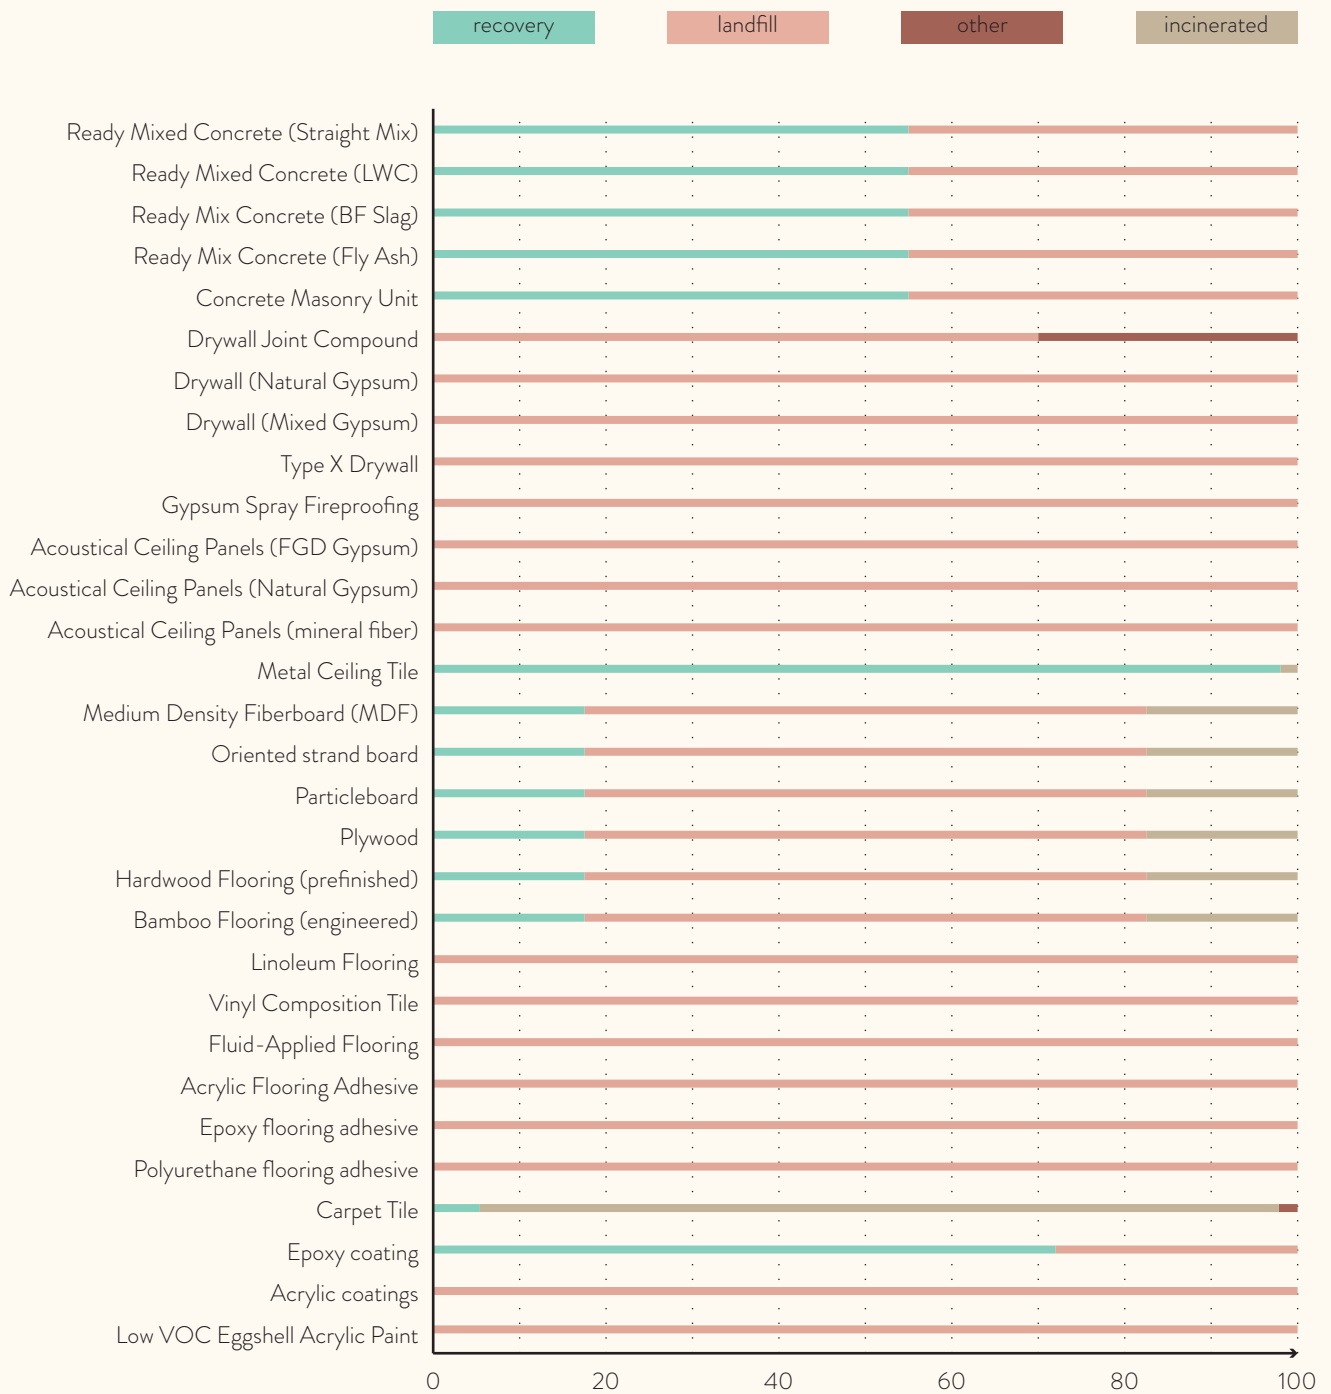 recovery
landfill
other
incinerated
Ready Mixed Concrete (Straight Mix)
Ready Mixed Concrete (LWC)
Ready Mix Concrete (BF Slag)
Ready Mix Concrete (Fly Ash)
Concrete Masonry Unit
Drywall Joint Compound
Drywall (Natural Gypsum)
Drywall (Mixed Gypsum)
Type X Drywall
Gypsum Spray Fireproofing
Acoustical Ceiling Panels (FGD Gypsum)
Acoustical Ceiling Panels (Natural Gypsum)
Acoustical Ceiling Panels (mineral fiber)
Metal Ceiling Tile
Medium Density Fiberboard (MDF)
Oriented strand board
Particleboard
Plywood
Hardwood Flooring (prefinished)
Bamboo Flooring (engineered)
Linoleum Flooring
Vinyl Composition Tile
Fluid-Applied Flooring
Acrylic Flooring Adhesive
Epoxy flooring adhesive
Polyurethane flooring adhesive
Carpet Tile
Epoxy coating
Acrylic coatings
Low VOC Eggshell Acrylic Paint
0 20 40 60 80 100